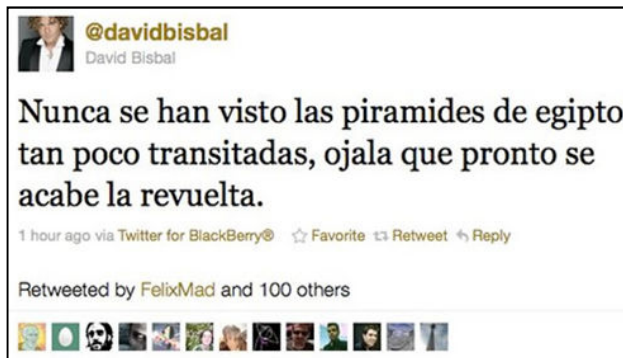 @davidbisbal
David Bisbal
Nunca se han visto las piramides de egipto
tan poco transitadas, ojala que pronto se
acabe la revuelta.
1 hour ago via Twitter for BlackBerry® Favorite Retweet Reply
Retweeted by FelixMad and 100 others